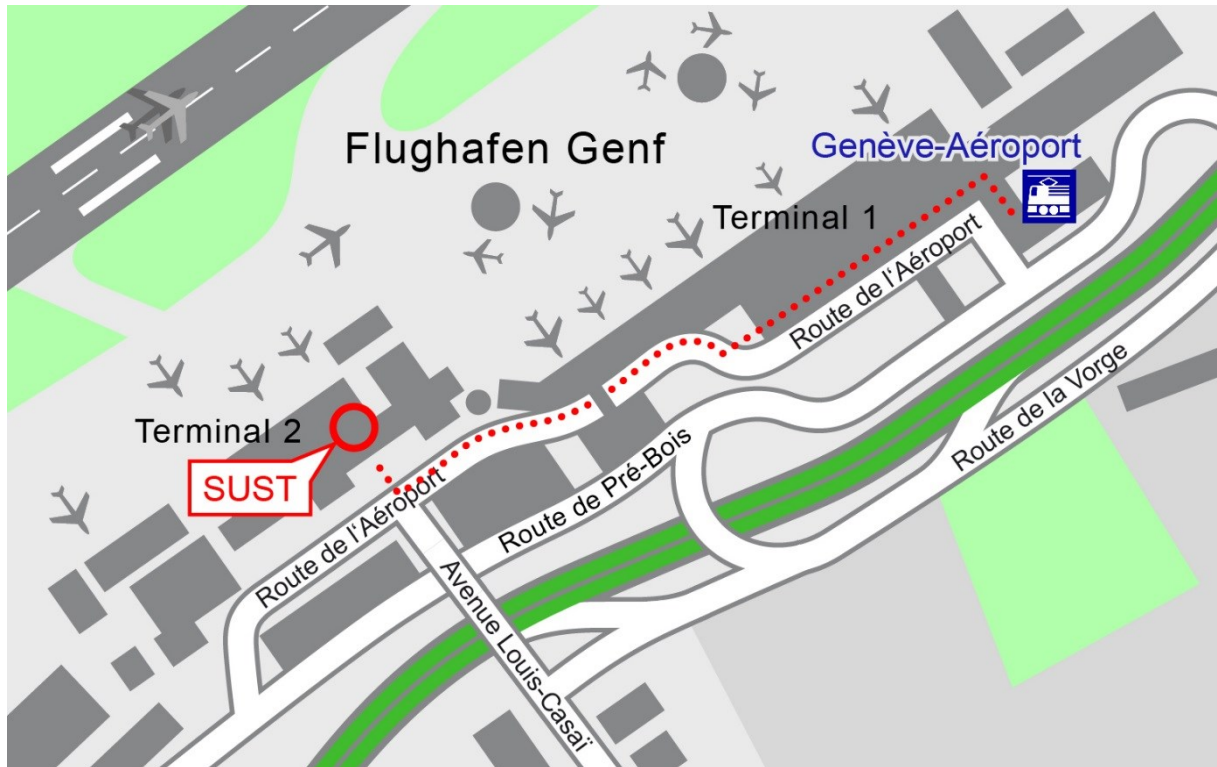 Flughafen Genf
Genève-Aéroport
Terminal 1
Route de l‘Aéroport
Route de la Vorge
Terminal 2
SUST
Route de Pré-Bois
Route de l‘Aéroport
Avenue Louis-Casaï